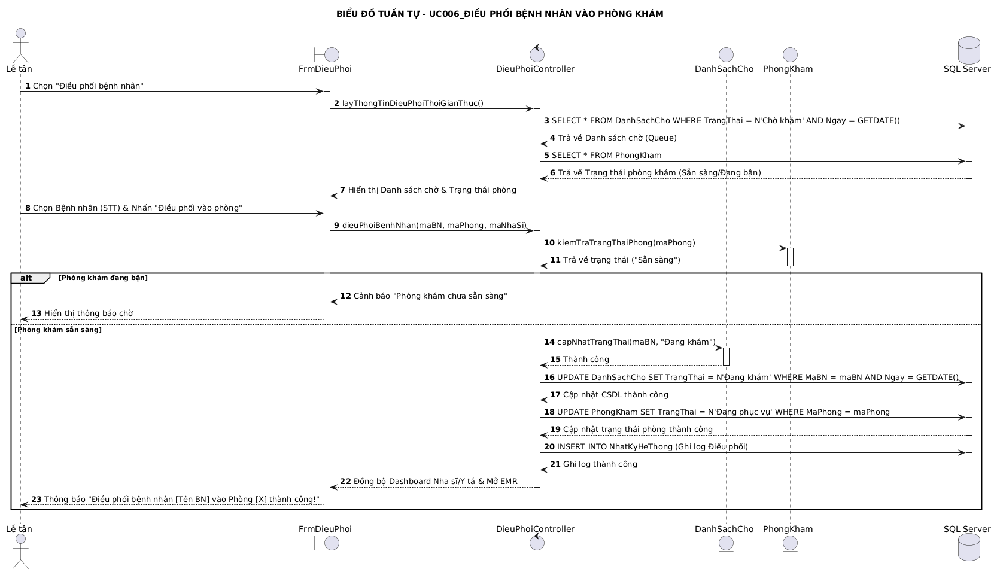 BIỂU ĐỒ TUẦN TỰ - UC006_ĐIỀU PHỐI BỆNH NHÂN VÀO PHÒNG KHÁM
Lễ tân
FrmDieuPhoi
DieuPhoiController
DanhSachCho
PhongKham
SQL Server
1 Chọn "Điều phối bệnh nhân"
2 layThongTinDieuPhoiThoiGianThuc()
3 SELECT * FROM DanhSachCho WHERE TrangThai = N'Chờ khám' AND Ngay = GETDATE()
4 Trả về Danh sách chờ (Queue)
5 SELECT * FROM PhongKham
6 Trả về Trạng thái phòng khám (Sẵn sàng/Đang bận)
7 Hiển thị Danh sách chờ & Trạng thái phòng
8 Chọn Bệnh nhân (STT) & Nhấn "Điều phối vào phòng"
9 dieuPhoiBenhNhan(maBN, maPhong, maNhaSi)
10 kiemTraTrangThaiPhong(maPhong)
11 Trả về trạng thái ("Sẵn sàng")
alt [Phòng khám đang bận]
12 Cảnh báo "Phòng khám chưa sẵn sàng"
13 Hiển thị thông báo chờ
[Phòng khám sẵn sàng]
14 capNhatTrangThai(maBN, "Đang khám")
15 Thành công
16 UPDATE DanhSachCho SET TrangThai = N'Đang khám' WHERE MaBN = maBN AND Ngay = GETDATE()
17 Cập nhật CSDL thành công
18 UPDATE PhongKham SET TrangThai = N'Đang phục vụ' WHERE MaPhong = maPhong
19 Cập nhật trạng thái phòng thành công
20 INSERT INTO NhatKyHeThong (Ghi log Điều phối)
21 Ghi log thành công
22 Đồng bộ Dashboard Nha sĩ/Y tá & Mở EMR
23 Thông báo "Điều phối bệnh nhân [Tên BN] vào Phòng [X] thành công!"
Lễ tân
FrmDieuPhoi
DieuPhoiController
DanhSachCho
PhongKham
SQL Server